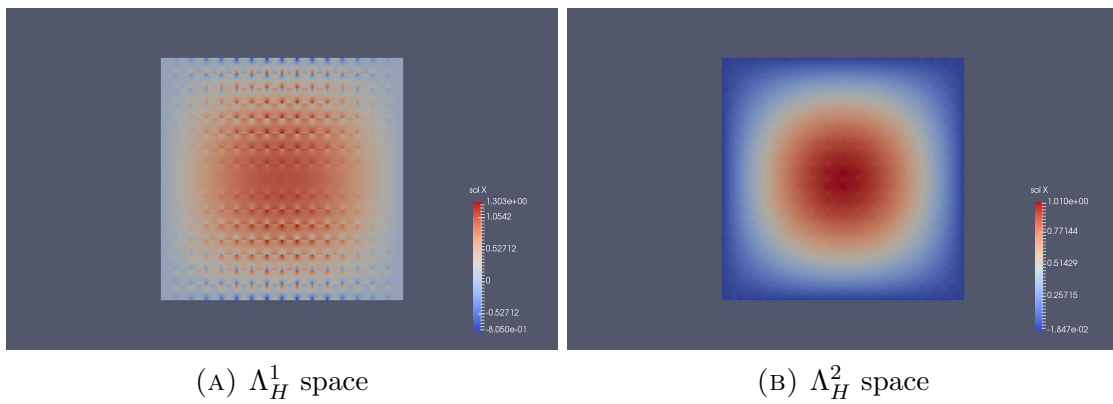 sol X
1.303e+00
1.0542
0.52712
0
-0.52712
-8.050e-01
sol X
1.010e+00
0.77144
0.51429
0.25715
-1.847e-02
(A) Λ¹_H space
(B) Λ²_H space